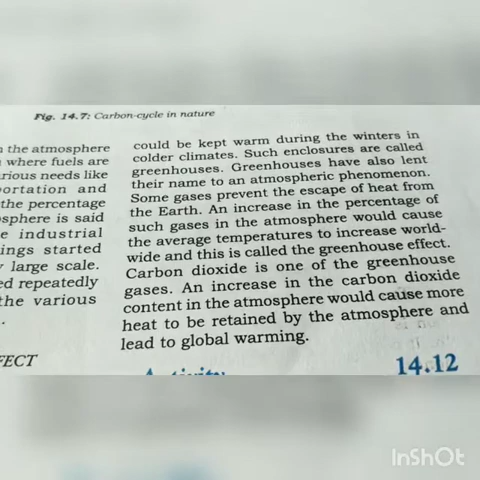 Fig. 14.7: Carbon-cycle in nature
the atmosphere
where fuels are
rious needs like
ortation and
the percentage
sphere is said
e industrial
ings started
large scale.
ed repeatedly
the various
.
FECT
could be kept warm during the winters in
colder climates. Such enclosures are called
greenhouses. Greenhouses have also lent
their name to an atmospheric phenomenon.
Some gases prevent the escape of heat from
the Earth. An increase in the percentage of
such gases in the atmosphere would cause
the average temperatures to increase world-
wide and this is called the greenhouse effect.
Carbon dioxide is one of the greenhouse
gases. An increase in the carbon dioxide
content in the atmosphere would cause more
heat to be retained by the atmosphere and
lead to global warming.
Activity 14.12
InShOt